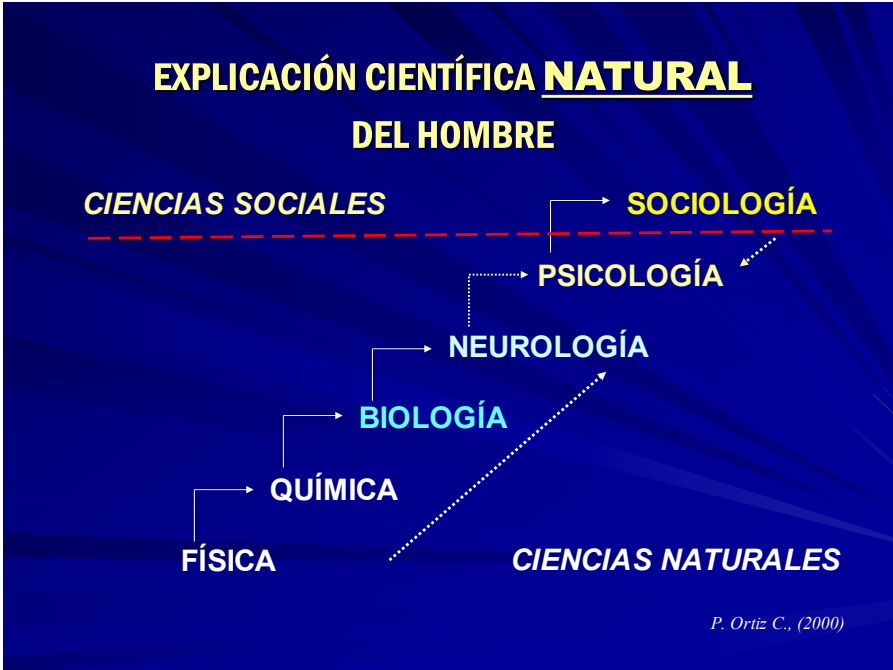 EXPLICACIÓN CIENTÍFICA NATURAL
DEL HOMBRE
CIENCIAS SOCIALES
SOCIOLOGÍA
PSICOLOGÍA
NEUROLOGÍA
BIOLOGÍA
QUÍMICA
FÍSICA
CIENCIAS NATURALES
P. Ortiz C., (2000)